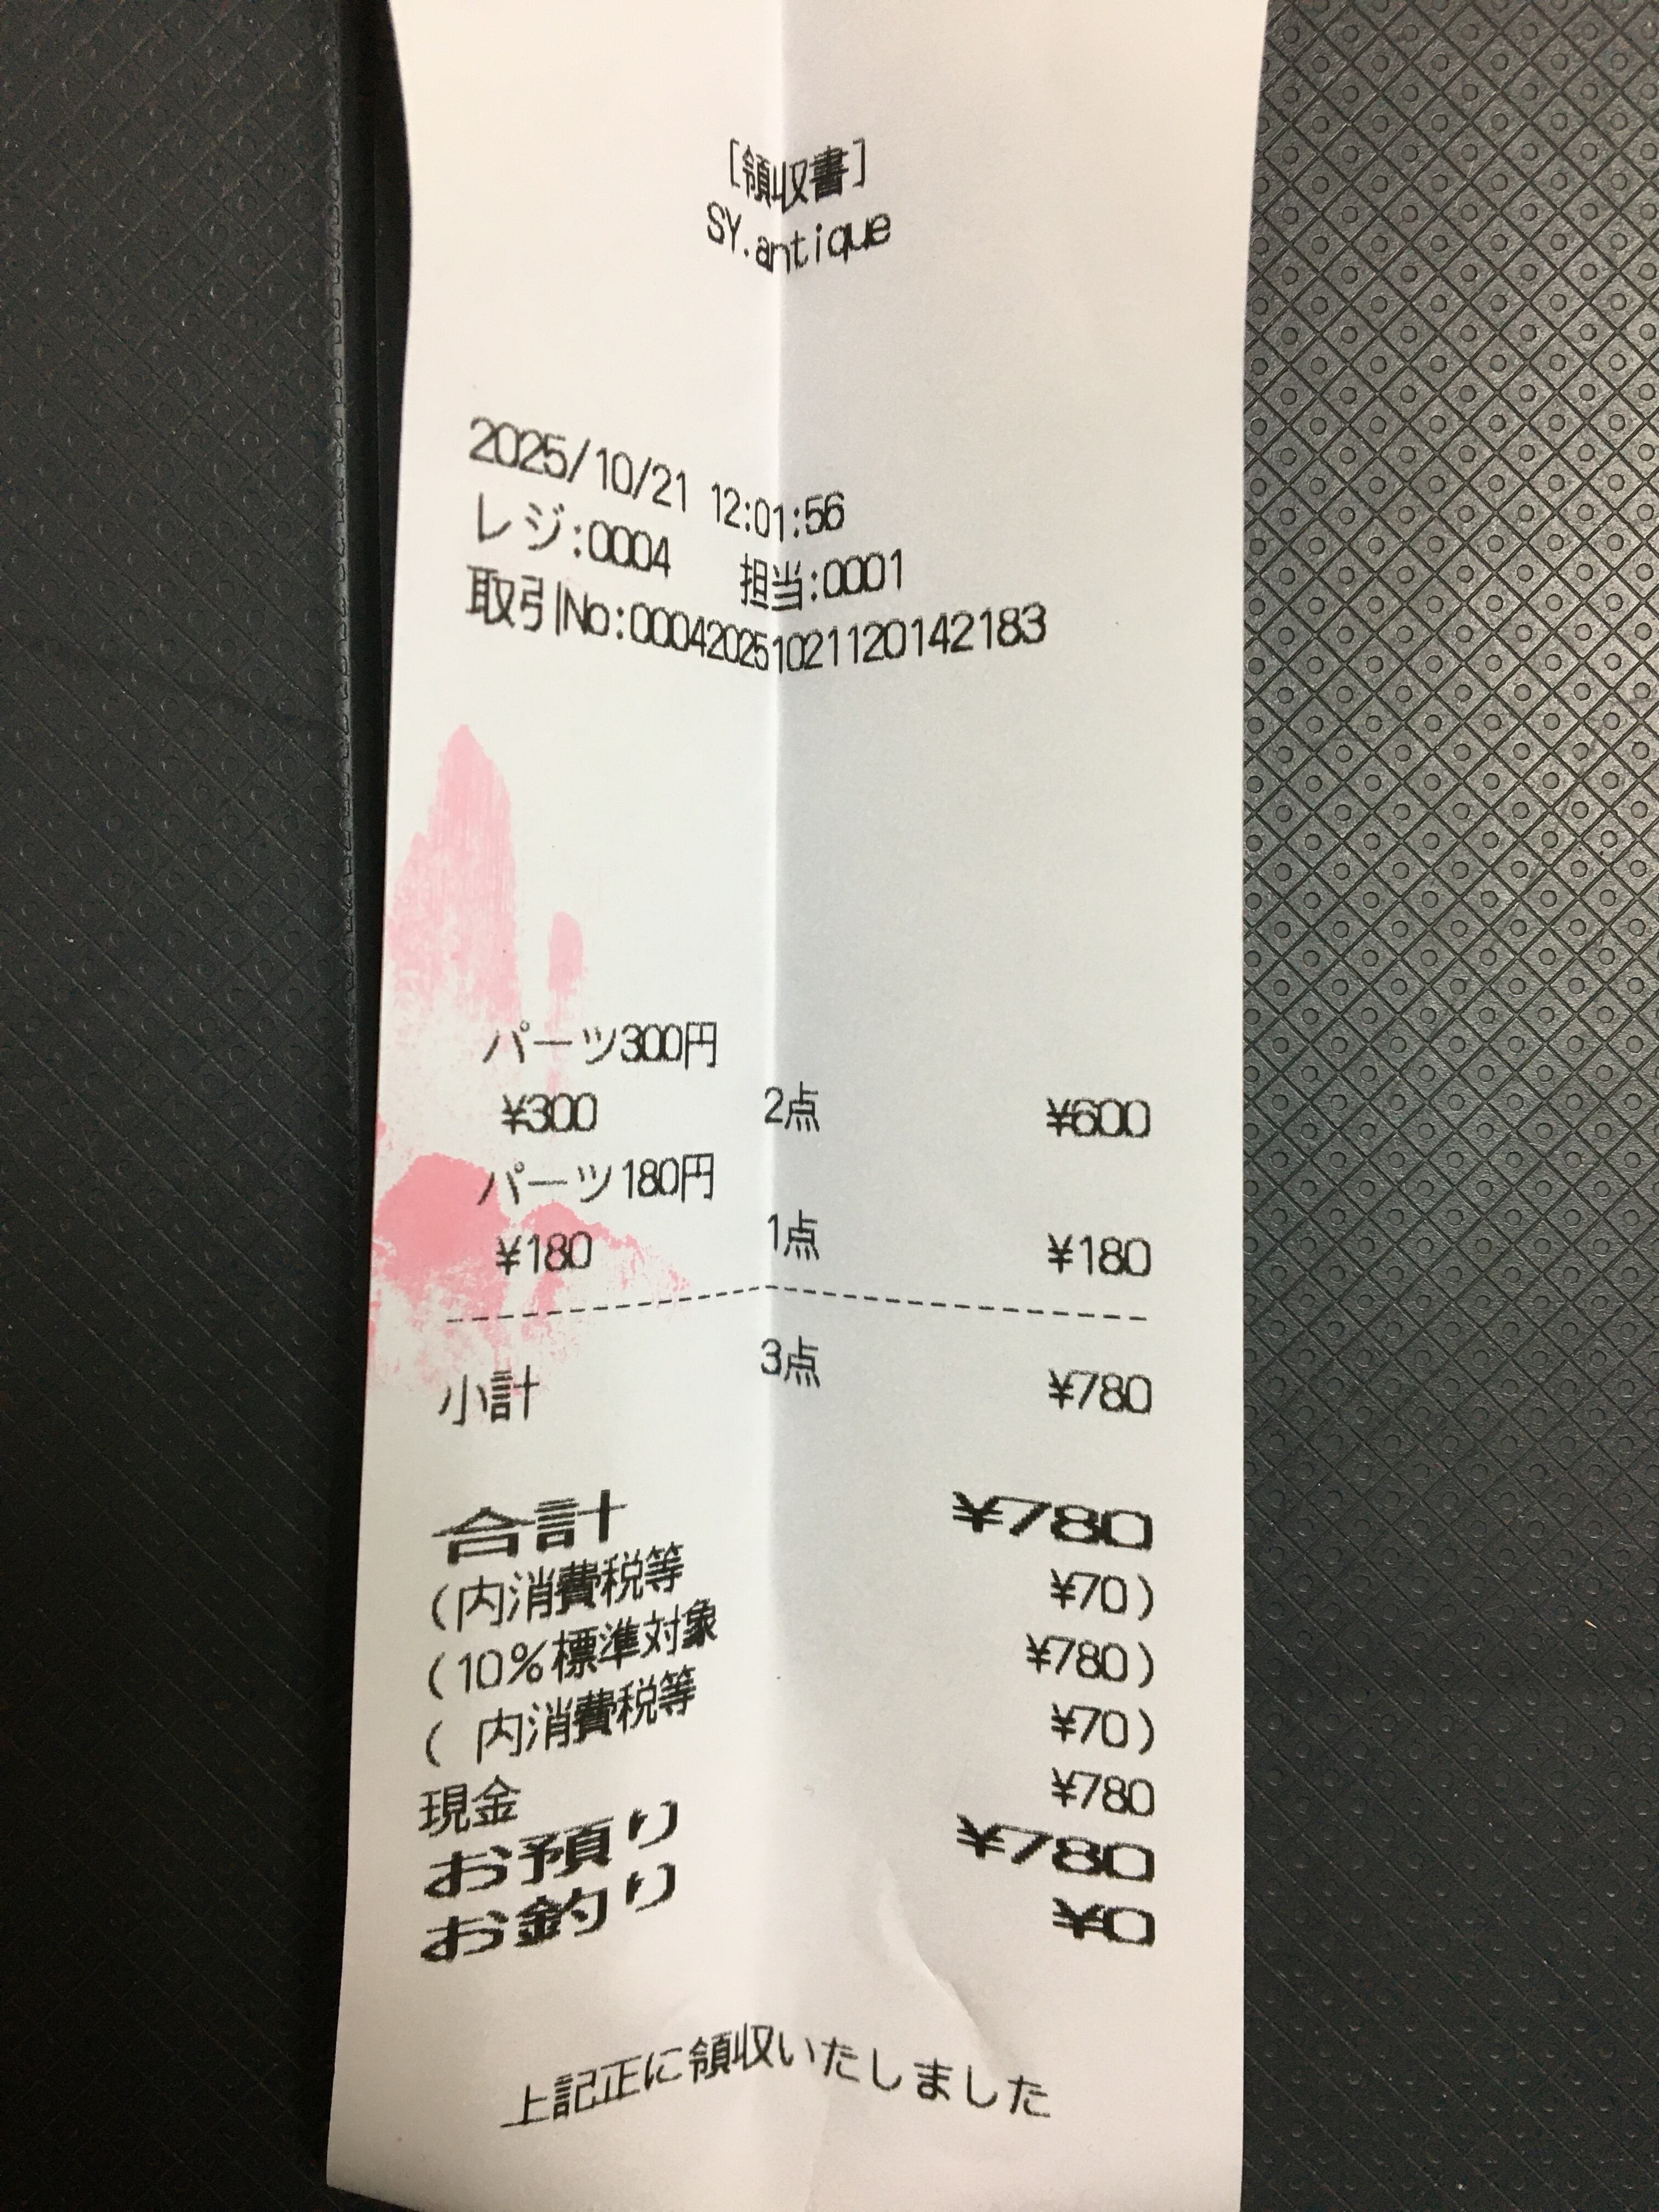 [領収書]
SY.antique
2025/10/21 12:01:56
レジ:0004 担当:0001
取引No:00042025102112014​2183
パーツ300円
¥300 2点 ¥600
パーツ180円
¥180 1点 ¥180
小計 3点 ¥780
合計 ¥780
(内消費税等 ¥70)
(10%標準対象 ¥780)
( 内消費税等 ¥70)
現金 ¥780
お預り ¥780
お釣り ¥0
上記正に領収いたしました